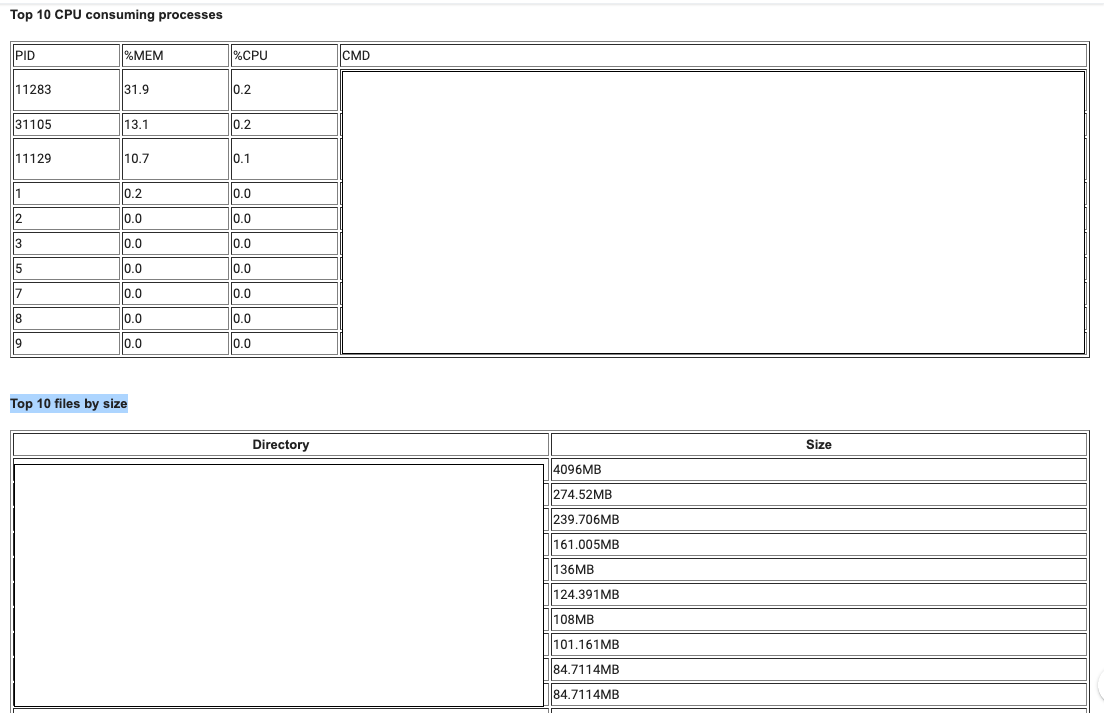 Top 10 CPU consuming processes
PID %MEM %CPU CMD
11283 31.9 0.2
31105 13.1 0.2
11129 10.7 0.1
1 0.2 0.0
2 0.0 0.0
3 0.0 0.0
5 0.0 0.0
7 0.0 0.0
8 0.0 0.0
9 0.0 0.0
Top 10 files by size
Directory Size
4096MB
274.52MB
239.706MB
161.005MB
136MB
124.391MB
108MB
101.161MB
84.7114MB
84.7114MB